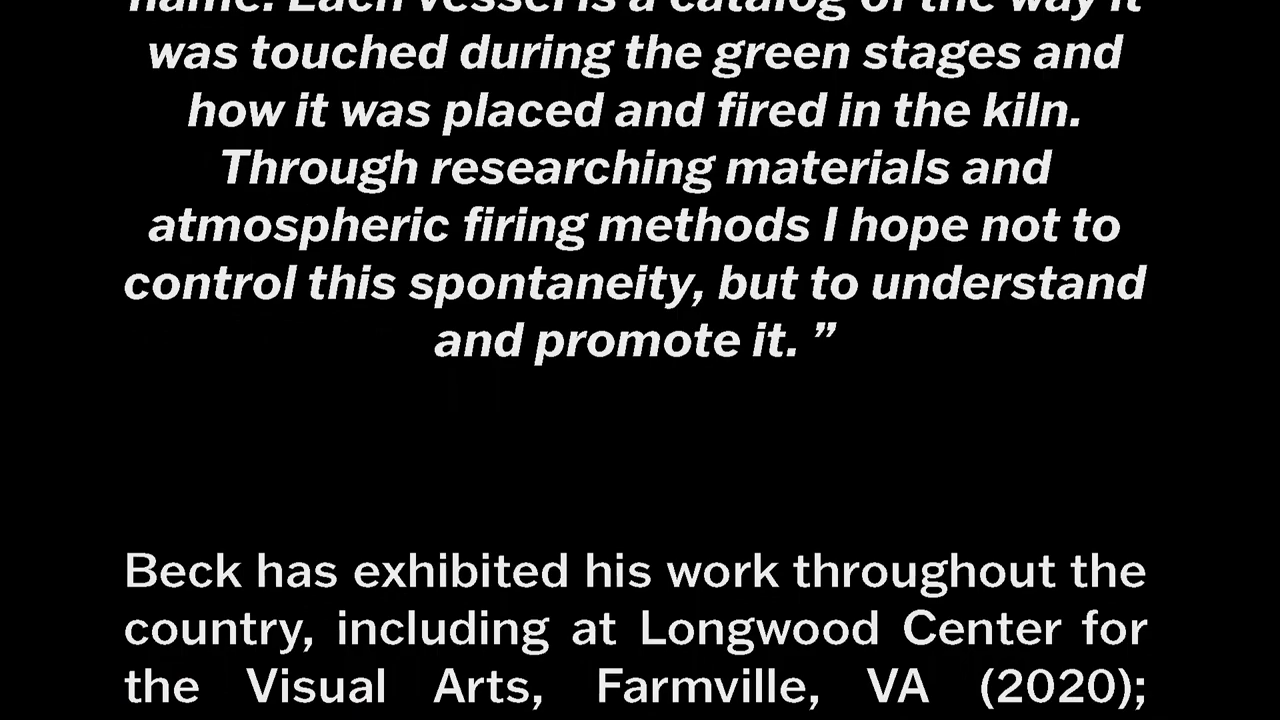 name. Each vessel is a catalog of the way it
was touched during the green stages and
how it was placed and fired in the kiln.
Through researching materials and
atmospheric firing methods I hope not to
control this spontaneity, but to understand
and promote it. ”
Beck has exhibited his work throughout the
country, including at Longwood Center for
the Visual Arts, Farmville, VA (2020);